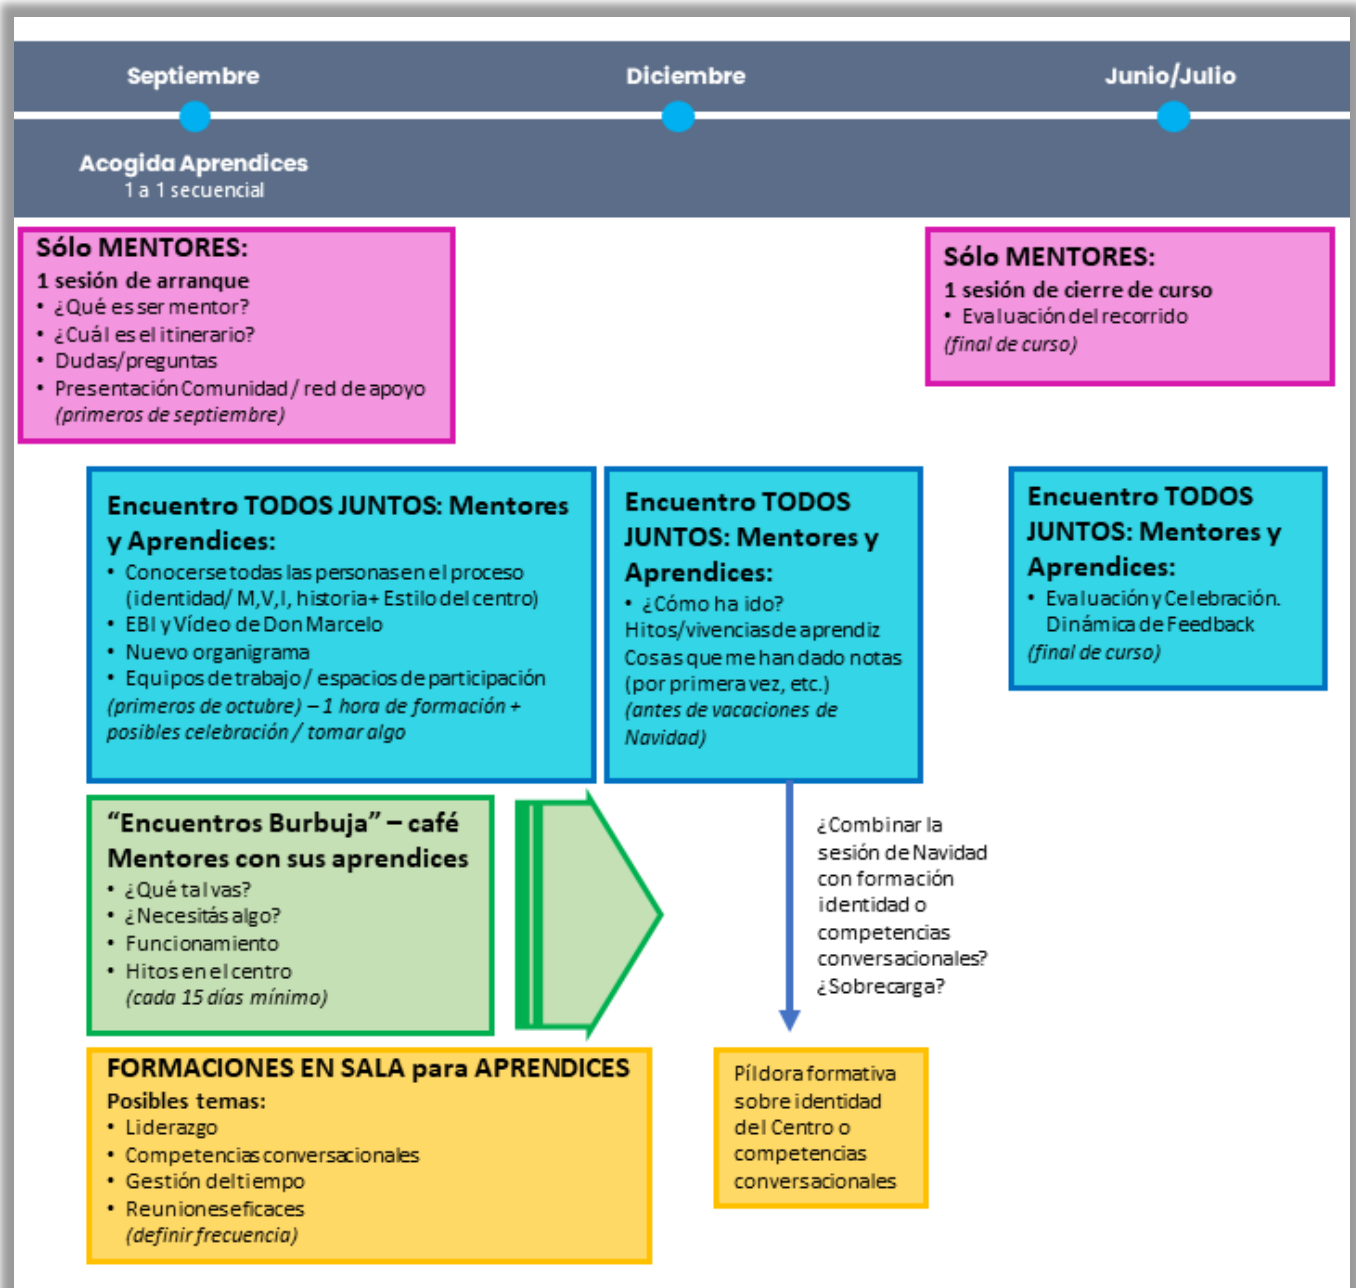 Septiembre
Diciembre
Junio/Julio
Acogida Aprendices
1 a 1 secuencial
Sólo MENTORES:
1 sesión de arranque
• ¿Qué es ser mentor?
• ¿Cuál es el itinerario?
• Dudas/preguntas
• Presentación Comunidad / red de apoyo
(primeros de septiembre)
Sólo MENTORES:
1 sesión de cierre de curso
• Evaluación del recorrido
(final de curso)
Encuentro TODOS JUNTOS: Mentores
y Aprendices:
• Conocerse todas las personas en el proceso
(identidad/ M,V,I, historia+ Estilo del centro)
• EBI y Vídeo de Don Marcelo
• Nuevo organigrama
• Equipos de trabajo / espacios de participación
(primeros de octubre) – 1 hora de formación +
posibles celebración / tomar algo
Encuentro TODOS
JUNTOS: Mentores y
Aprendices:
• ¿Cómo ha ido?
Hitos/vivencias de aprendiz
Cosas que me han dado notas
(por primera vez, etc.)
(antes de vacaciones de
Navidad)
Encuentro TODOS
JUNTOS: Mentores y
Aprendices:
• Evaluación y Celebración.
Dinámica de Feedback
(final de curso)
“Encuentros Burbuja” – café
Mentores con sus aprendices
• ¿Qué tal vas?
• ¿Necesitás algo?
• Funcionamiento
• Hitos en el centro
(cada 15 días mínimo)
¿Combinar la
sesión de Navidad
con formación
identidad o
competencias
conversacionales?
¿Sobrecarga?
FORMACIONES EN SALA para APRENDICES
Posibles temas:
• Liderazgo
• Competencias conversacionales
• Gestión del tiempo
• Reuniones eficaces
(definir frecuencia)
Píldora formativa
sobre identidad
del Centro o
competencias
conversacionales